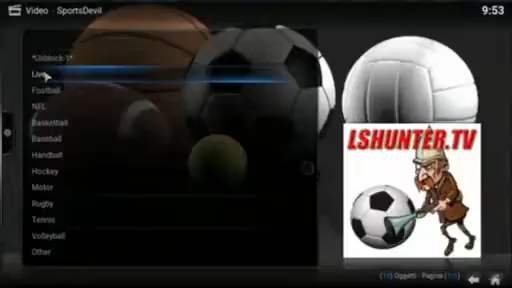 Video - SportsDevil
9:53
*Unblock 1*
Live
Football
NFL
Basketball
Baseball
Handball
Hockey
Motor
Rugby
Tennis
Volleyball
Other
LSHUNTER.TV
Oggetti - Pagina